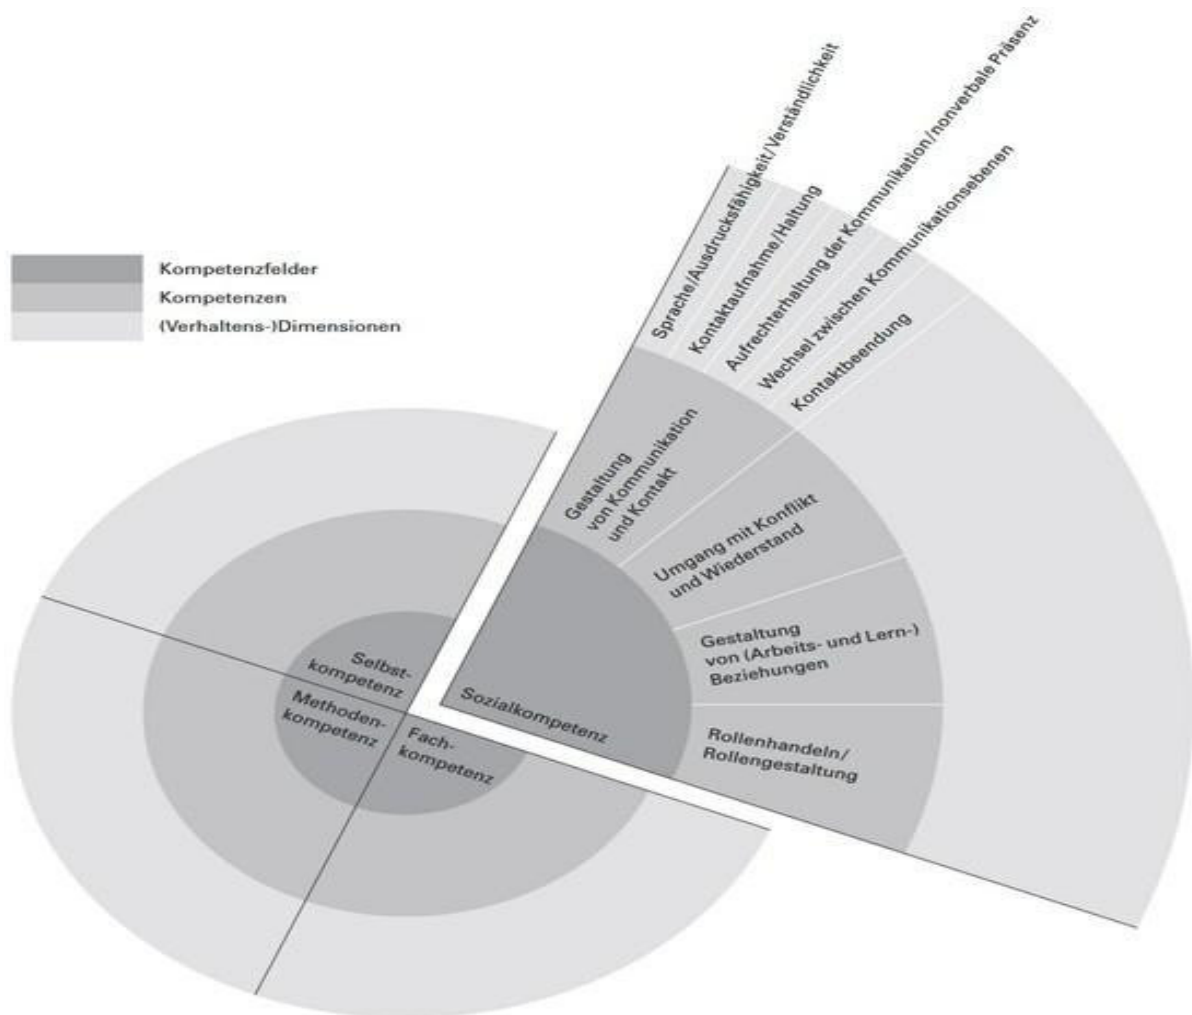 Kompetenzfelder
Kompetenzen
(Verhaltens-)Dimensionen
Sprache/Ausdrucksfähigkeit/Verständlichkeit
Kontaktaufnahme/Haltung
Aufrechterhaltung der Kommunikation/nonverbale Präsenz
Wechsel zwischen Kommunikationsebenen
Kontaktbeendung
Gestaltung
von Kommunikation
und Kontakt
Umgang mit Konflikt
und Wiederstand
Gestaltung
von (Arbeits- und Lern-)
Beziehungen
Rollenhandeln/
Rollengestaltung
Sozialkompetenz
Selbst-
kompetenz
Methoden-
kompetenz
Fach-
kompetenz